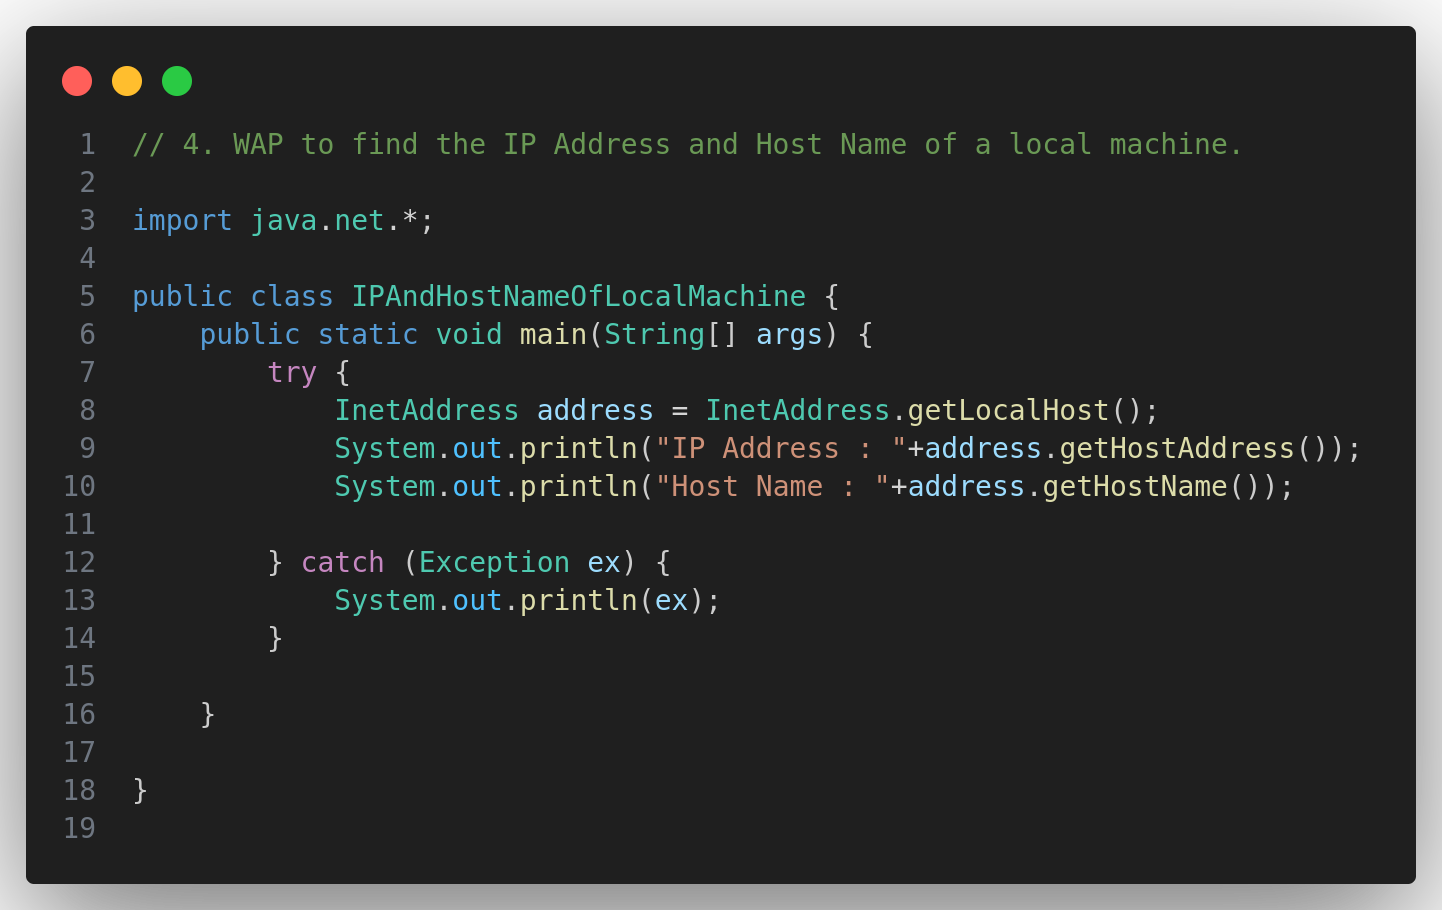 1 // 4. WAP to find the IP Address and Host Name of a local machine.
2
3 import java.net.*;
4
5 public class IPAndHostNameOfLocalMachine {
6     public static void main(String[] args) {
7         try {
8             InetAddress address = InetAddress.getLocalHost();
9             System.out.println("IP Address : "+address.getHostAddress());
10             System.out.println("Host Name : "+address.getHostName());
11
12         } catch (Exception ex) {
13             System.out.println(ex);
14         }
15
16     }
17
18 }
19